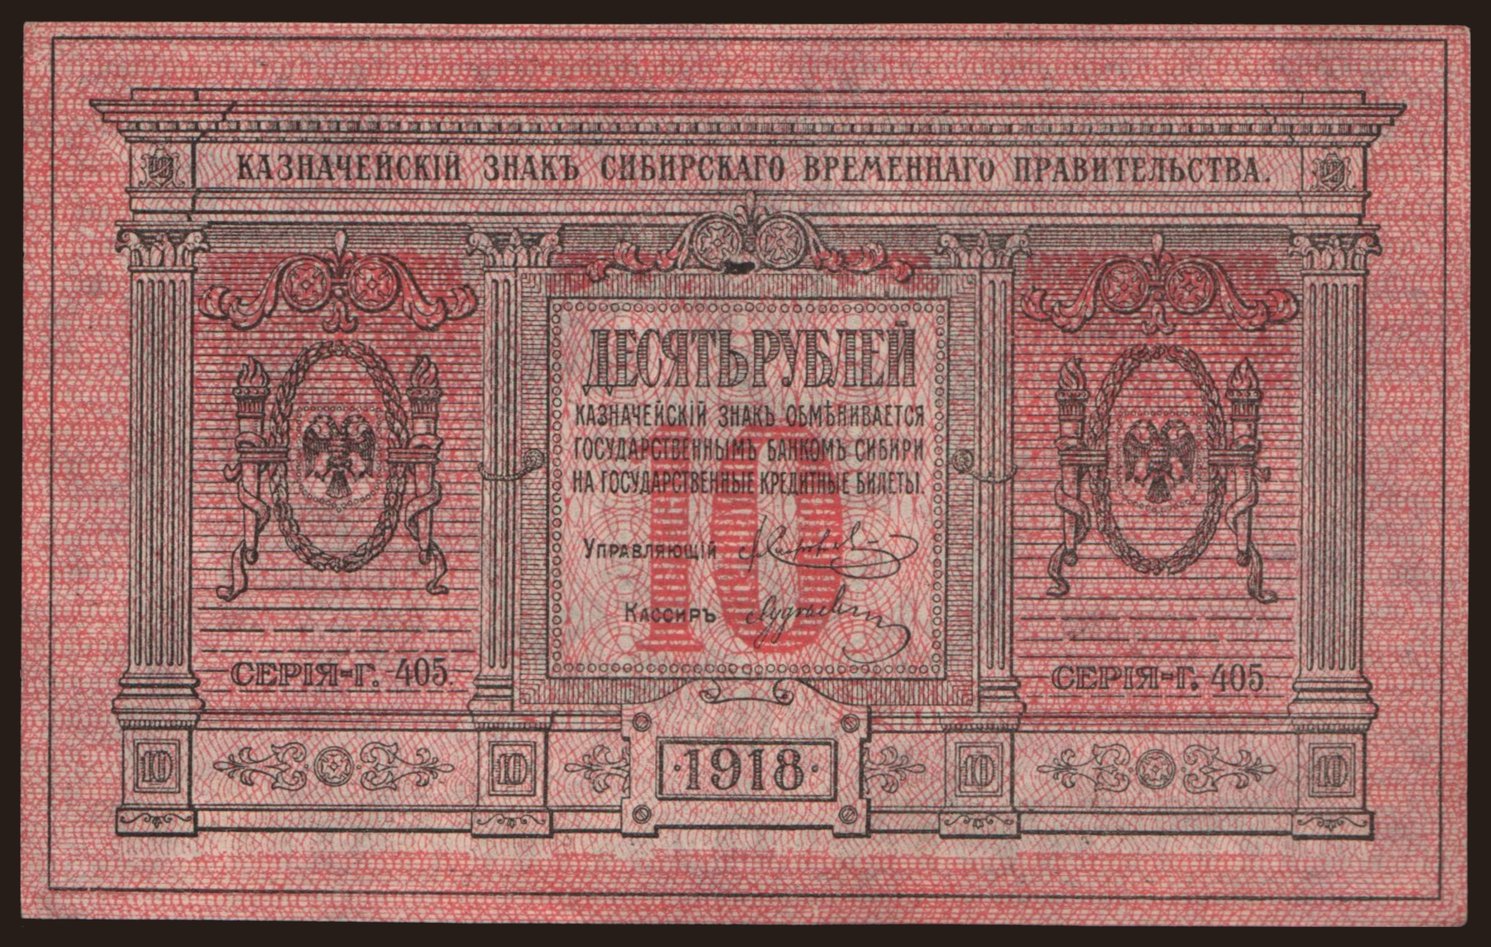 КАЗНАЧЕЙСКІЙ ЗНАКЪ СИБИРСКАГО ВРЕМЕННАГО ПРАВИТЕЛЬСТВА.
ДЕСЯТЬ РУБЛЕЙ
КАЗНАЧЕЙСКІЙ ЗНАКЪ ОБМѢНИВАЕТСЯ
ГОСУДАРСТВЕННЫМЪ БАНКОМЪ СИБИРИ
НА ГОСУДАРСТВЕННЫЕ КРЕДИТНЫЕ БИЛЕТЫ.
10
УПРАВЛЯЮЩІЙ
КАССИРЪ
СЕРІЯ-Г. 405.
СЕРІЯ-Г. 405.
10
10
·1918·
10
10